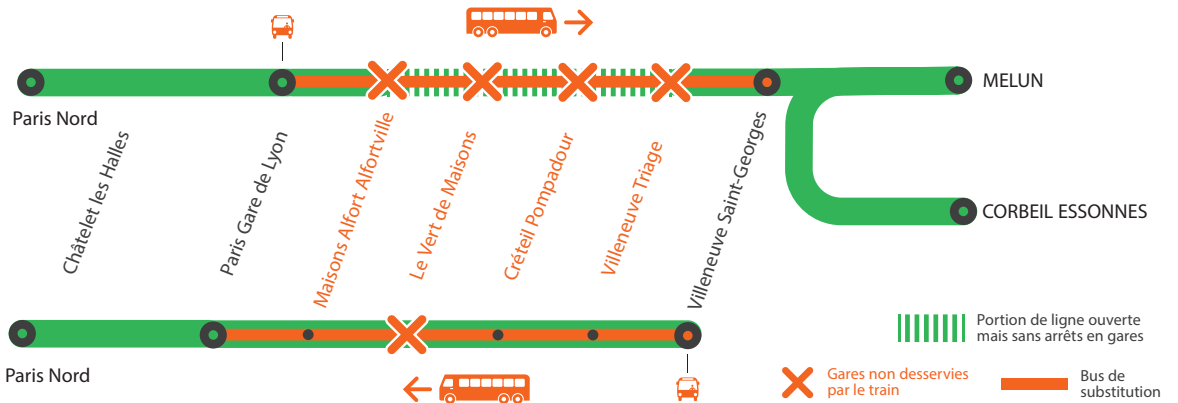 MELUN
Paris Nord
Châtelet les Halles
Paris Gare de Lyon
Maisons Alfort Alfortville
Le Vert de Maisons
Créteil Pompadour
Villeneuve Triage
Villeneuve Saint-Georges
CORBEIL ESSONNES
Paris Nord
Portion de ligne ouverte
mais sans arrêts en gares
Gares non desservies
par le train
Bus de
substitution